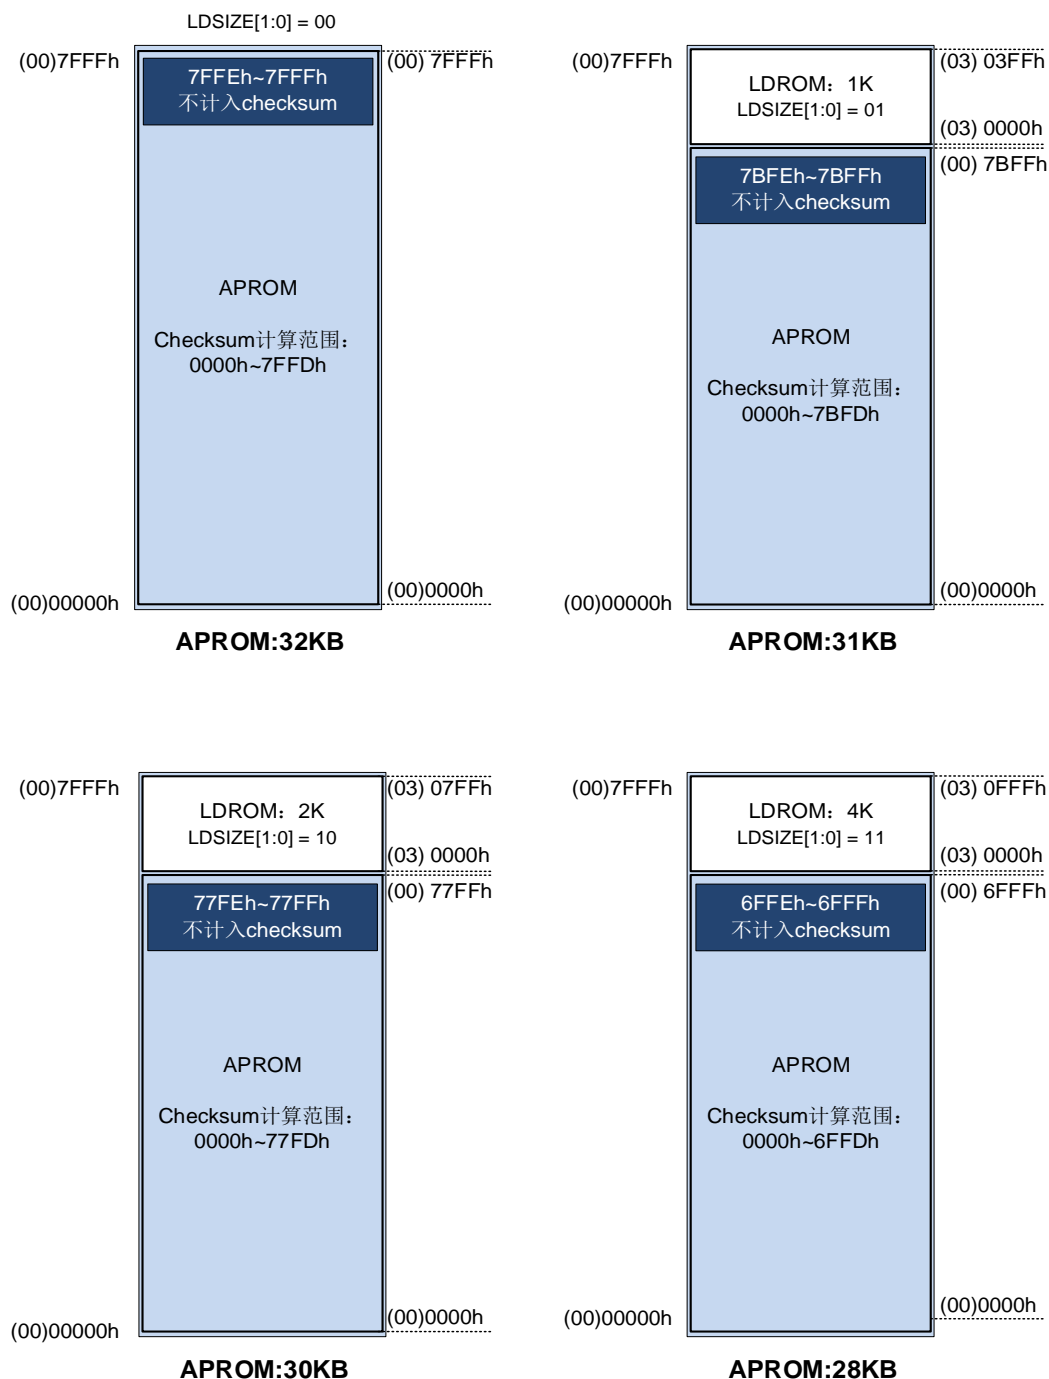 LDSIZE[1:0] = 00
(00)7FFFh
(00) 7FFFh
7FFEh~7FFFh
不计入checksum
APROM
Checksum计算范围：
0000h~7FFDh
(00)0000h
(00)00000h
APROM:32KB
(00)7FFFh
(03) 03FFh
LDROM：1K
LDSIZE[1:0] = 01
(03) 0000h
(00) 7BFFh
7BFEh~7BFFh
不计入checksum
APROM
Checksum计算范围：
0000h~7BFDh
(00)0000h
(00)00000h
APROM:31KB
(00)7FFFh
(03) 07FFh
LDROM：2K
LDSIZE[1:0] = 10
(03) 0000h
(00) 77FFh
77FEh~77FFh
不计入checksum
APROM
Checksum计算范围：
0000h~77FDh
(00)0000h
(00)00000h
APROM:30KB
(00)7FFFh
(03) 0FFFh
LDROM：4K
LDSIZE[1:0] = 11
(03) 0000h
(00) 6FFFh
6FFEh~6FFFh
不计入checksum
APROM
Checksum计算范围：
0000h~6FFDh
(00)0000h
(00)00000h
APROM:28KB